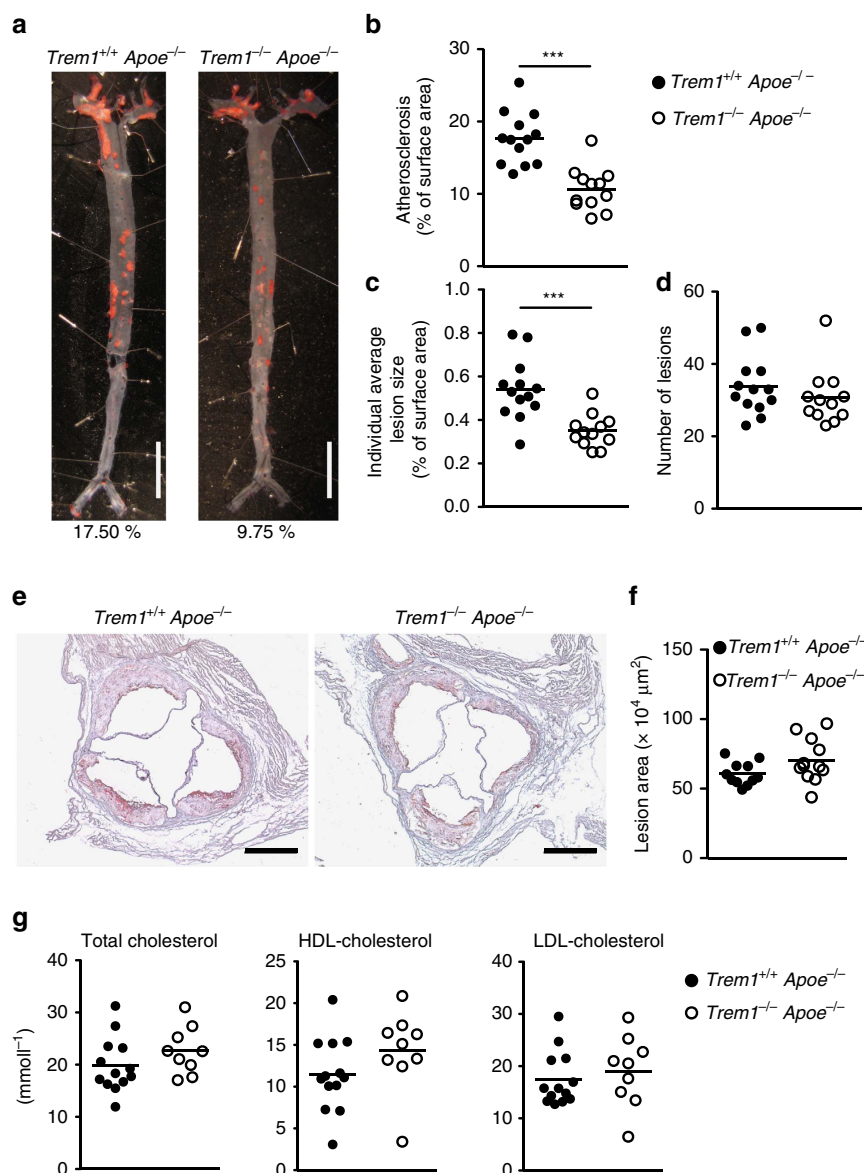 a
Trem1+/+ Apoe−/−
Trem1−/− Apoe−/−
17.50 %
9.75 %
b
Atherosclerosis
(% of surface area)
30
20
10
0
***
Trem1+/+ Apoe−/−
Trem1−/− Apoe−/−
c
Individual average
lesion size
(% of surface area)
1.0
0.8
0.6
0.4
0.2
0.0
***
d
Number of lesions
60
40
20
0
e
Trem1+/+ Apoe−/−
Trem1−/− Apoe−/−
f
Lesion area (× 10⁴ μm²)
150
100
50
0
Trem1+/+ Apoe−/−
Trem1−/− Apoe−/−
g
Total cholesterol
(mmoll⁻¹)
40
30
20
10
0
HDL-cholesterol
25
20
15
10
5
0
LDL-cholesterol
40
30
20
10
0
Trem1+/+ Apoe−/−
Trem1−/− Apoe−/−